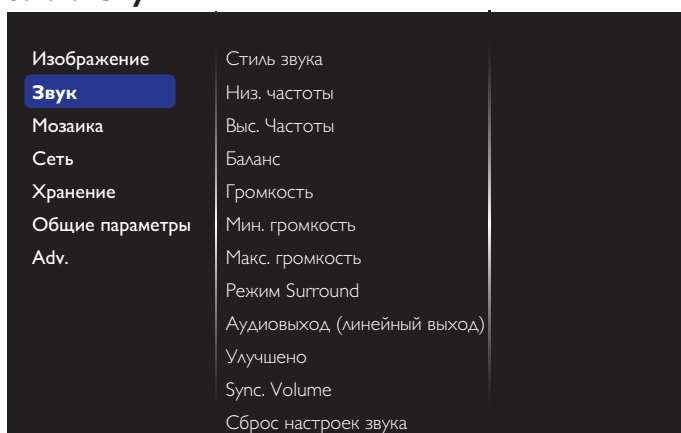 Изображение
Звук
Мозаика
Сеть
Хранение
Общие параметры
Adv.
Стиль звука
Низ. частоты
Выс. Частоты
Баланс
Громкость
Мин. громкость
Макс. громкость
Режим Surround
Аудиовыход (линейный выход)
Улучшено
Sync. Volume
Сброс настроек звука